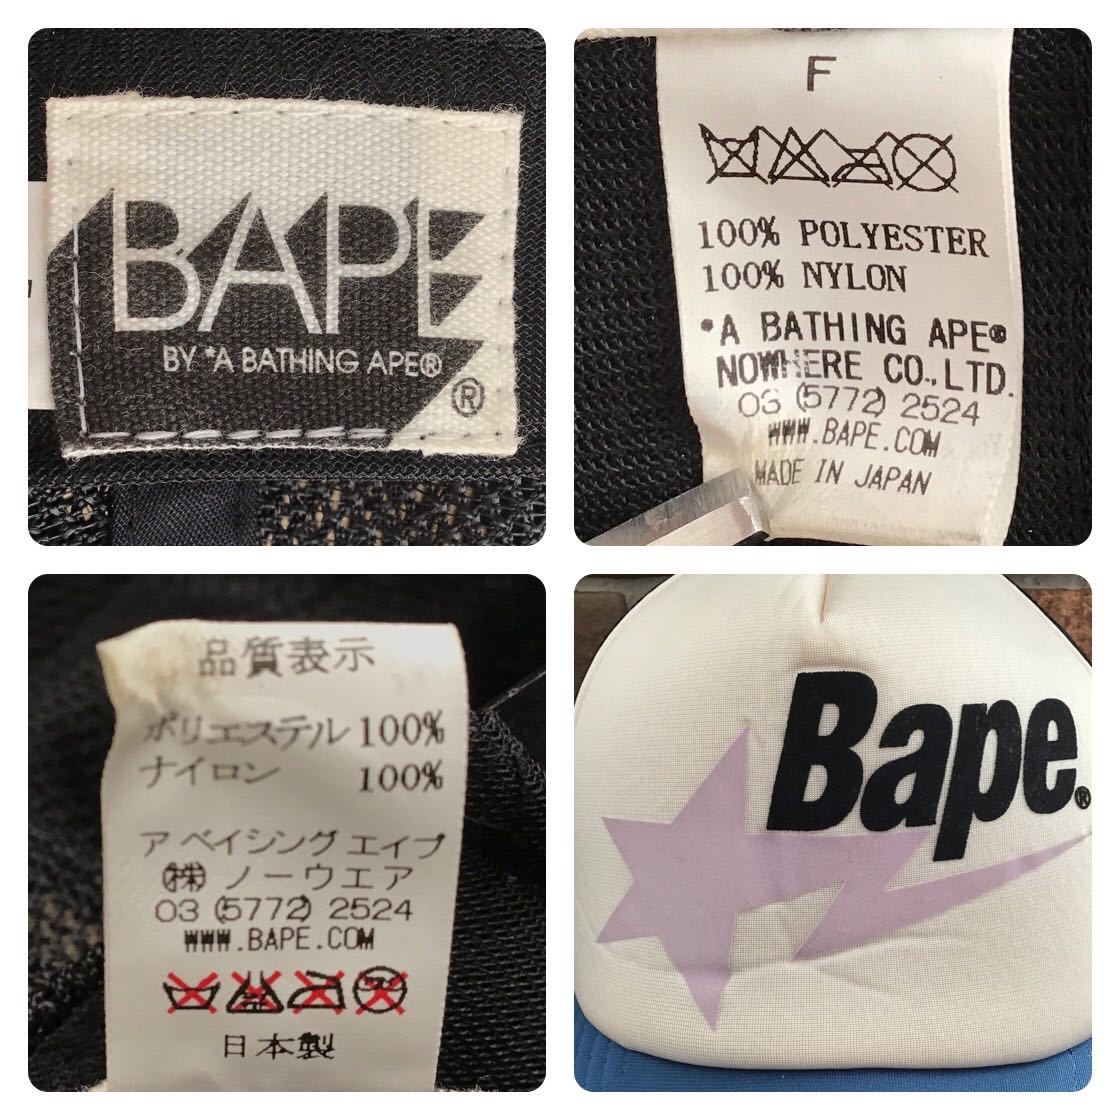 BAPE
BY *A BATHING APE®
®
F
100% POLYESTER
100% NYLON
*A BATHING APE®
NOWHERE CO.,LTD.
03 (5772) 2524
WWW.BAPE.COM
MADE IN JAPAN
品質表示
ポリエステル 100%
ナイロン 100%
ア ベイシング エイプ
㈱ ノーウエア
03 (5772) 2524
WWW.BAPE.COM
日本製
Bape.®